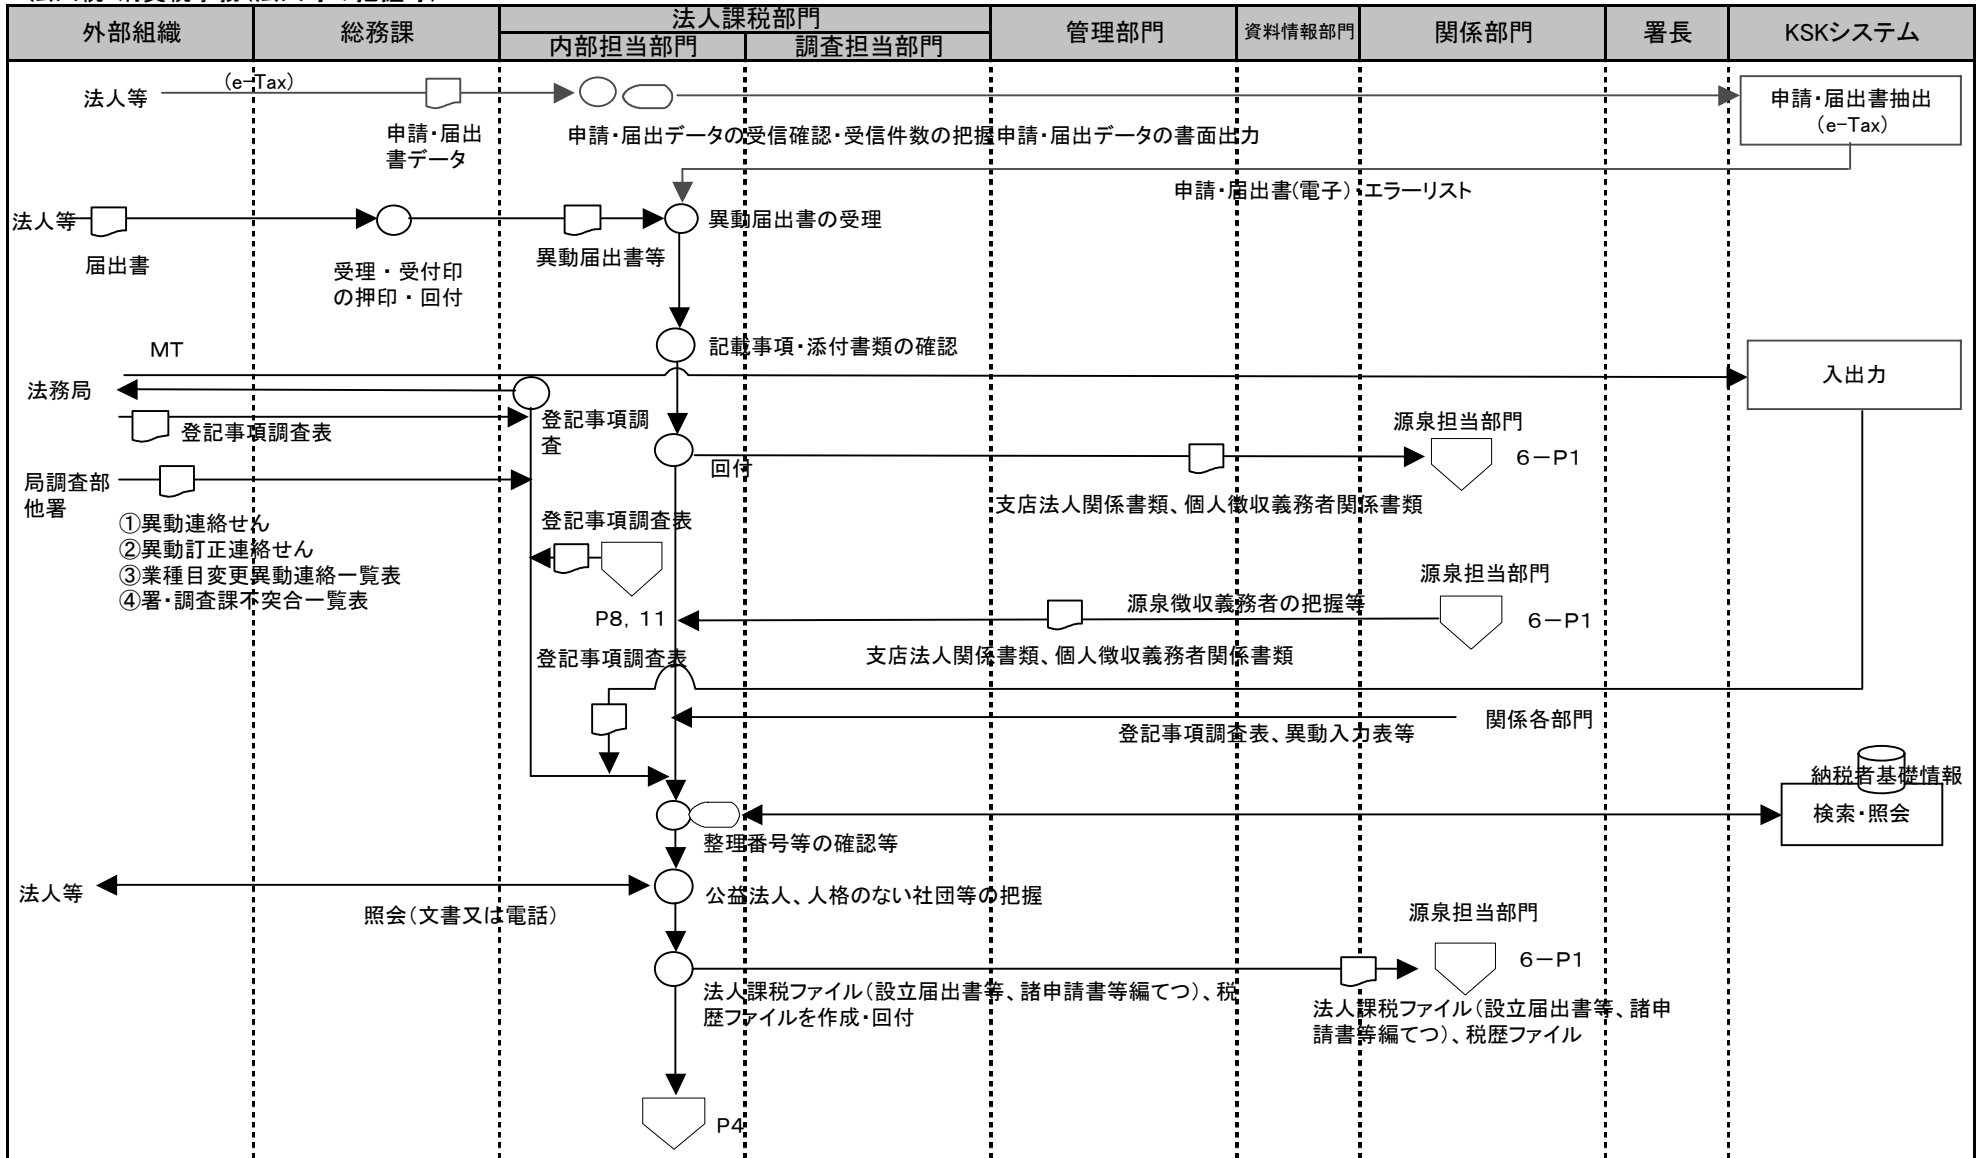 外部組織
総務課
法人課税部門
内部担当部門
調査担当部門
管理部門
資料情報部門
関係部門
署長
KSKシステム
法人等
(e-Tax)
申請・届出
書データ
申請・届出データの受信確認・受信件数の把握申請・届出データの書面出力
申請・届出書抽出
(e-Tax)
申請・届出書(電子)・エラーリスト
法人等
届出書
受理・受付印
の押印・回付
異動届出書等
異動届出書の受理
記載事項・添付書類の確認
MT
法務局
入出力
登記事項調査表
登記事項調
査
回付
源泉担当部門
6-P1
支店法人関係書類、個人徴収義務者関係書類
局調査部
他署
①異動連絡せん
②異動訂正連絡せん
③業種目変更異動連絡一覧表
④署・調査課不突合一覧表
登記事項調査表
P8, 11
源泉担当部門
源泉徴収義務者の把握等
6-P1
支店法人関係書類、個人徴収義務者関係書類
登記事項調査表
関係各部門
登記事項調査表、異動入力表等
納税者基礎情報
検索・照会
整理番号等の確認等
法人等
照会(文書又は電話)
公益法人、人格のない社団等の把握
源泉担当部門
6-P1
法人課税ファイル(設立届出書等、諸申請書等編てつ)、税
歴ファイルを作成・回付
法人課税ファイル(設立届出書等、諸申
請書等編てつ)、税歴ファイル
P4